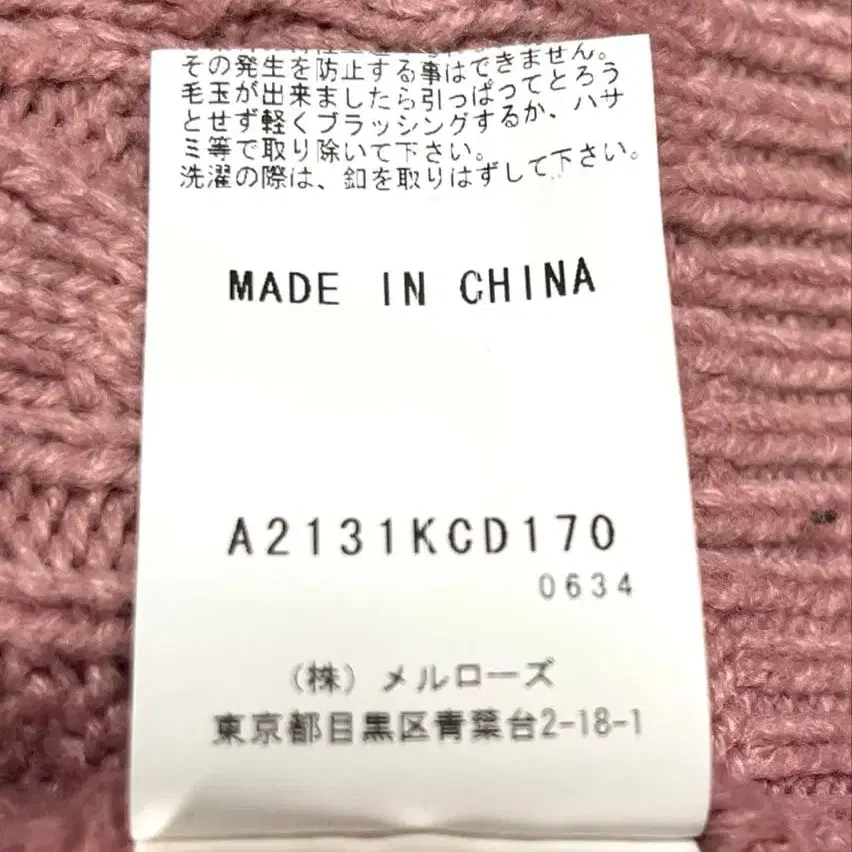 その発生を防止する事はできません。
毛玉が出来ましたら引っぱってとろう
とせず軽くブラッシングするか、ハサ
ミ等で取り除いて下さい。
洗濯の際は、釦を取りはずして下さい。
MADE IN CHINA
A2131KCD170
0634
(株) メルローズ
東京都目黒区青葉台2-18-1